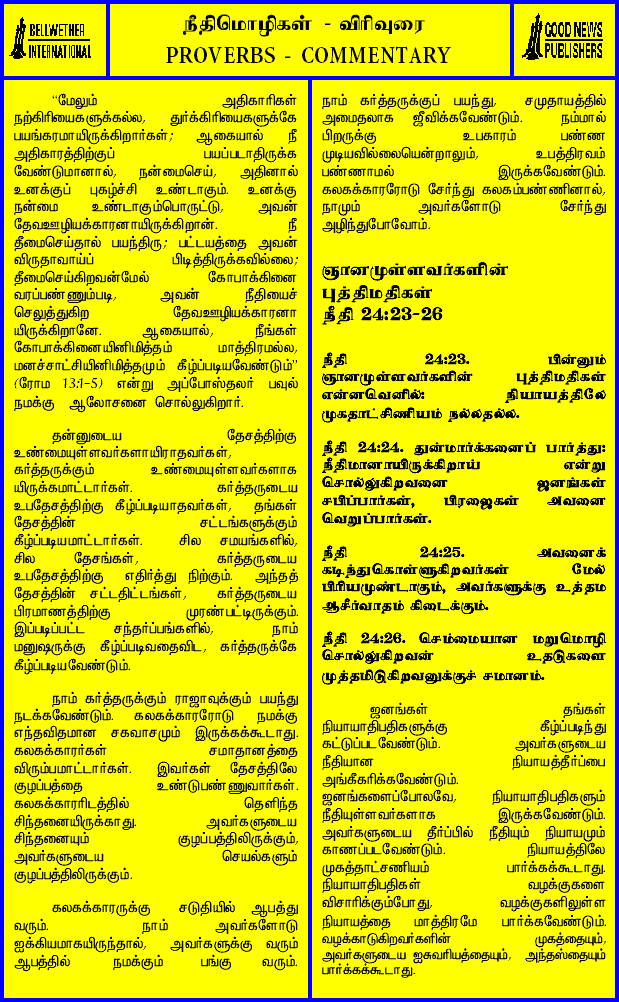 BELLWETHER
INTERNATIONAL
நீதிமொழிகள் - விரிவுரை
PROVERBS - COMMENTARY
GOOD NEWS
PUBLISHERS
“மேலும் அதிகாரிகள்
நற்கிரியைகளுக்கல்ல, துர்க்கிரியைகளுக்கே
பயங்கரமாயிருக்கிறார்கள்; ஆகையால் நீ
அதிகாரத்திற்குப் பயப்படாதிருக்க
வேண்டுமானால், நன்மைசெய், அதினால்
உனக்குப் புகழ்ச்சி உண்டாகும். உனக்கு
நன்மை உண்டாகும்பொருட்டு, அவன்
தேவஊழியக்காரனாயிருக்கிறான். நீ
தீமைசெய்தால் பயந்திரு; பட்டயத்தை அவன்
விருதாவாய்ப் பிடித்திருக்கவில்லை;
தீமைசெய்கிறவன்மேல் கோபாக்கினை
வரப்பண்ணும்படி, அவன் நீதியைச்
செலுத்துகிற தேவஊழியக்காரனா
யிருக்கிறானே. ஆகையால், நீங்கள்
கோபாக்கினையினிமித்தம் மாத்திரமல்ல,
மனச்சாட்சியினிமித்தமும் கீழ்ப்படியவேண்டும்”
(ரோம 13:1-5) என்று அப்போஸ்தலர் பவுல்
நமக்கு ஆலோசனை சொல்லுகிறார்.
தன்னுடைய தேசத்திற்கு
உண்மையுள்ளவர்களாயிராதவர்கள்,
கர்த்தருக்கும் உண்மையுள்ளவர்களாக
யிருக்கமாட்டார்கள். கர்த்தருடைய
உபதேசத்திற்கு கீழ்ப்படியாதவர்கள், தங்கள்
தேசத்தின் சட்டங்களுக்கும்
கீழ்ப்படியமாட்டார்கள். சில சமயங்களில்,
சில தேசங்கள், கர்த்தருடைய
உபதேசத்திற்கு எதிர்த்து நிற்கும். அந்தத்
தேசத்தின் சட்டதிட்டங்கள், கர்த்தருடைய
பிரமாணத்திற்கு முரண்பட்டிருக்கும்.
இப்படிப்பட்ட சந்தர்ப்பங்களில், நாம்
மனுஷருக்கு கீழ்ப்படிவதைவிட, கர்த்தருக்கே
கீழ்ப்படியவேண்டும்.
நாம் கர்த்தருக்கும் ராஜாவுக்கும் பயந்து
நடக்கவேண்டும். கலகக்காரரோடு நமக்கு
எந்தவிதமான சகவாசமும் இருக்கக்கூடாது.
கலகக்காரர்கள் சமாதானத்தை
விரும்பமாட்டார்கள். இவர்கள் தேசத்திலே
குழப்பத்தை உண்டுபண்ணுவார்கள்.
கலகக்காரரிடத்தில் தெளிந்த
சிந்தனையிருக்காது. அவர்களுடைய
சிந்தனையும் குழப்பத்திலிருக்கும்,
அவர்களுடைய செயல்களும்
குழப்பத்திலிருக்கும்.
கலகக்காரருக்கு சடுதியில் ஆபத்து
வரும். நாம் அவர்களோடு
ஐக்கியமாகயிருந்தால், அவர்களுக்கு வரும்
ஆபத்தில் நமக்கும் பங்கு வரும்.
நாம் கர்த்தருக்குப் பயந்து, சமுதாயத்தில்
அமைதலாக ஜீவிக்கவேண்டும். நம்மால்
பிறருக்கு உபகாரம் பண்ண
முடியவில்லையென்றாலும், உபத்திரவம்
பண்ணாமல் இருக்கவேண்டும்.
கலகக்காரரோடு சேர்ந்து கலகம்பண்ணினால்,
நாமும் அவர்களோடு சேர்ந்து
அழிந்துபோவோம்.
ஞானமுள்ளவர்களின்
புத்திமதிகள்
நீதி 24:23-26
நீதி 24:23. பின்னும்
ஞானமுள்ளவர்களின் புத்திமதிகள்
என்னவெனில்: நியாயத்திலே
முகதாட்சிணியம் நல்லதல்ல.
நீதி 24:24. துன்மார்க்கனைப் பார்த்து:
நீதிமானாயிருக்கிறாய் என்று
சொல்லுகிறவனை ஜனங்கள்
சபிப்பார்கள், பிரஜைகள் அவனை
வெறுப்பார்கள்.
நீதி 24:25. அவனைக்
கடிந்துகொள்ளுகிறவர்கள் மேல்
பிரியமுண்டாகும், அவர்களுக்கு உத்தம
ஆசீர்வாதம் கிடைக்கும்.
நீதி 24:26. செம்மையான மறுமொழி
சொல்லுகிறவன் உதடுகளை
முத்தமிடுகிறவனுக்குச் சமானம்.
ஜனங்கள் தங்கள்
நியாயாதிபதிகளுக்கு கீழ்ப்படிந்து
கட்டுப்படவேண்டும். அவர்களுடைய
நீதியான நியாயத்தீர்ப்பை
அங்கீகரிக்கவேண்டும்.
ஜனங்களைப்போலவே, நியாயாதிபதிகளும்
நீதியுள்ளவர்களாக இருக்கவேண்டும்.
அவர்களுடைய தீர்ப்பில் நீதியும் நியாயமும்
காணப்படவேண்டும். நியாயத்திலே
முகத்தாட்சணியம் பார்க்கக்கூடாது.
நியாயாதிபதிகள் வழக்குகளை
விசாரிக்கும்போது, வழக்குகளிலுள்ள
நியாயத்தை மாத்திரமே பார்க்கவேண்டும்.
வழக்காடுகிறவர்களின் முகத்தையும்,
அவர்களுடைய ஐசுவரியத்தையும், அந்தஸ்தையும்
பார்க்கக்கூடாது.